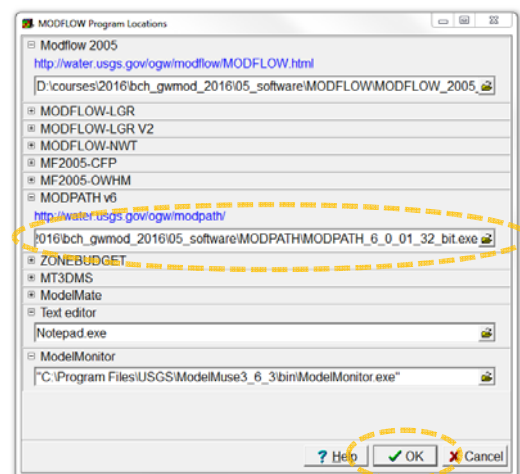 MODFLOW Program Locations
Modflow 2005
http://water.usgs.gov/ogw/modflow/MODFLOW.html
D:\courses\2016\bch_gwmod_2016\05_software\MODFLOW\MODFLOW_2005_
MODFLOW-LGR
MODFLOW-LGR V2
MODFLOW-NWT
MF2005-CFP
MF2005-OWHM
MODPATH v6
http://water.usgs.gov/ogw/modpath/
2016\bch_gwmod_2016\05_software\MODPATH\MODPATH_6_0_01_32_bit.exe
ZONEBUDGET
MT3DMS
ModelMate
Text editor
Notepad.exe
ModelMonitor
"C:\Program Files\USGS\ModelMuse3_6_3\bin\ModelMonitor.exe"
? Help OK Cancel